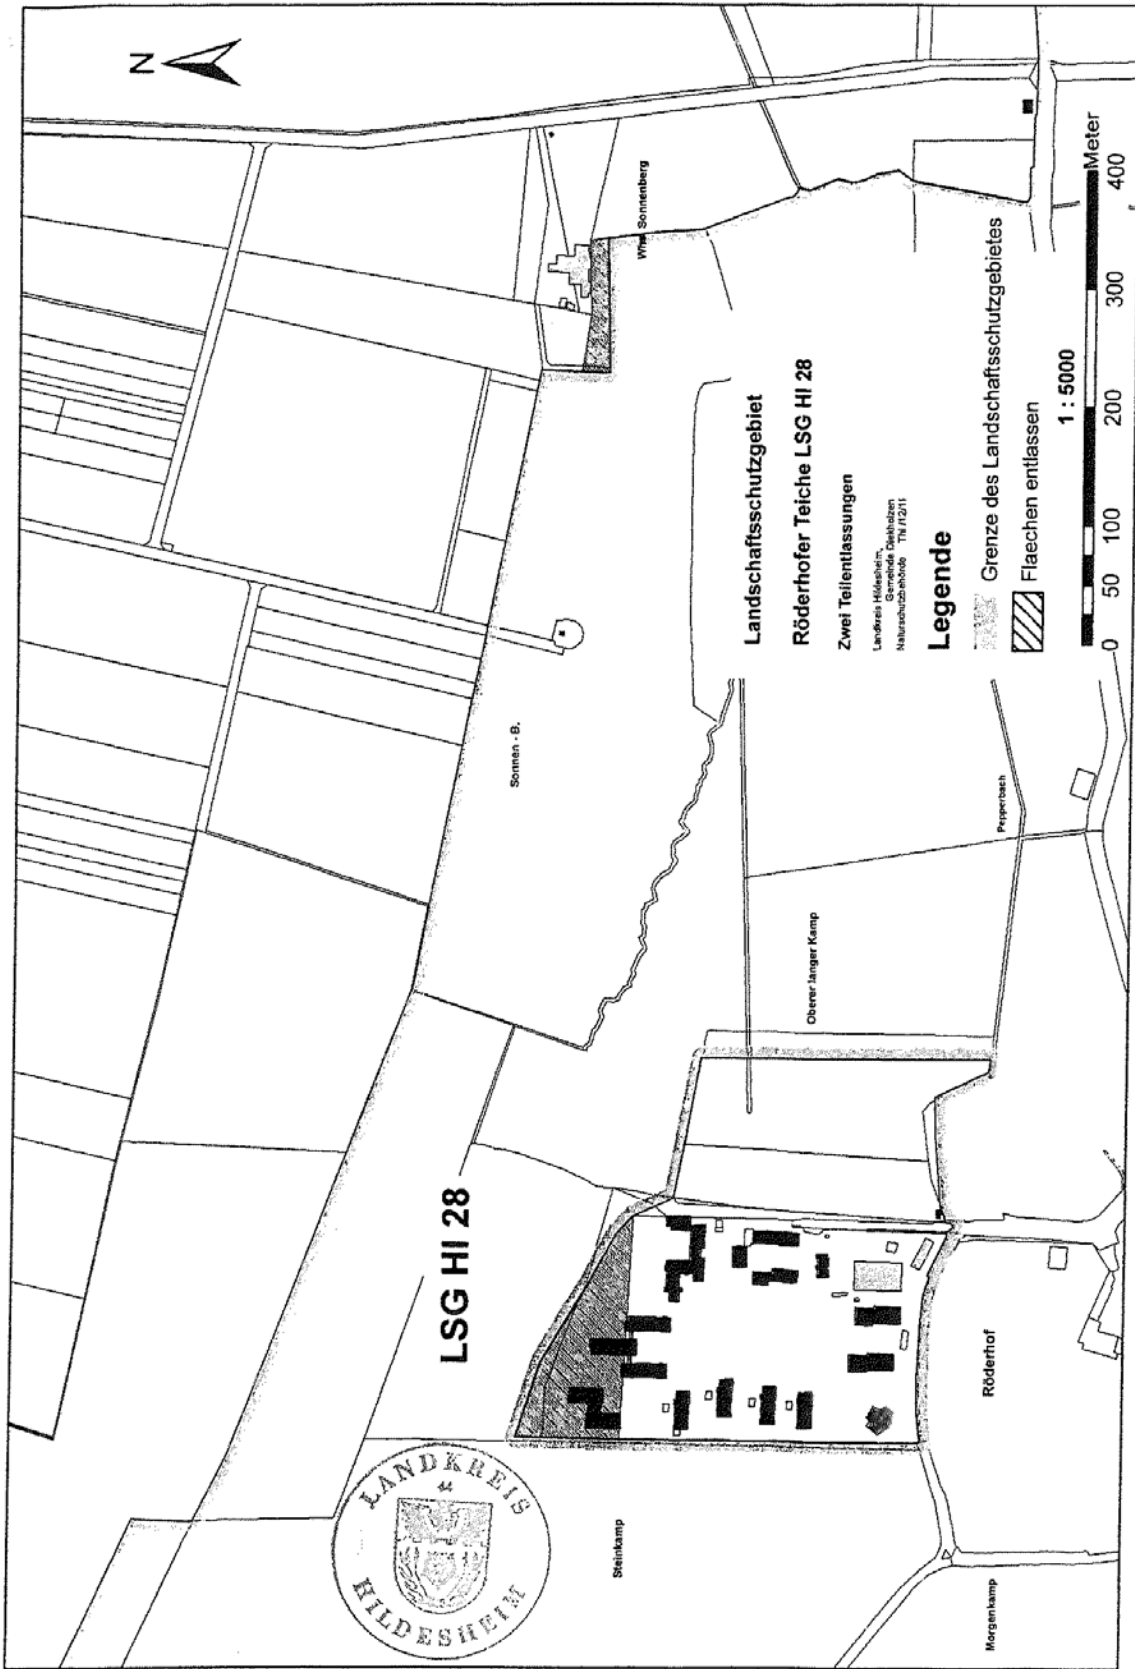 N
Whs. Sonnenberg
Sonnen - B.
LSG HI 28
Oberer langer Kamp
Pepperbach
Steinkamp
Röderhof
Morgenkamp
LANDKREIS
44
HILDESHEIM
Landschaftsschutzgebiet
Röderhofer Teiche LSG HI 28
Zwei Teilentlassungen
Landkreis Hildesheim,
Gemeinde Diekholzen
Naturschutzbehörde
Legende
Grenze des Landschaftsschutzgebietes
Flaechen entlassen
1 : 5000
0 50 100 200 300 400 Meter